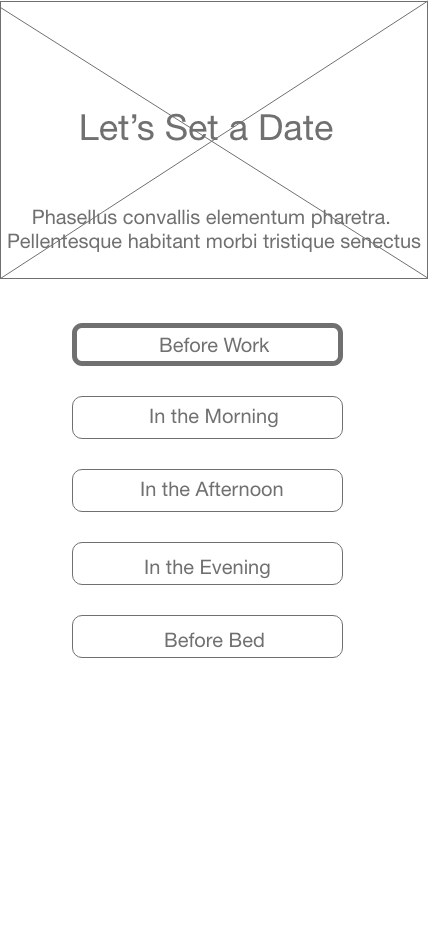 Let’s Set a Date
Phasellus convallis elementum pharetra.
Pellentesque habitant morbi tristique senectus
Before Work
In the Morning
In the Afternoon
In the Evening
Before Bed